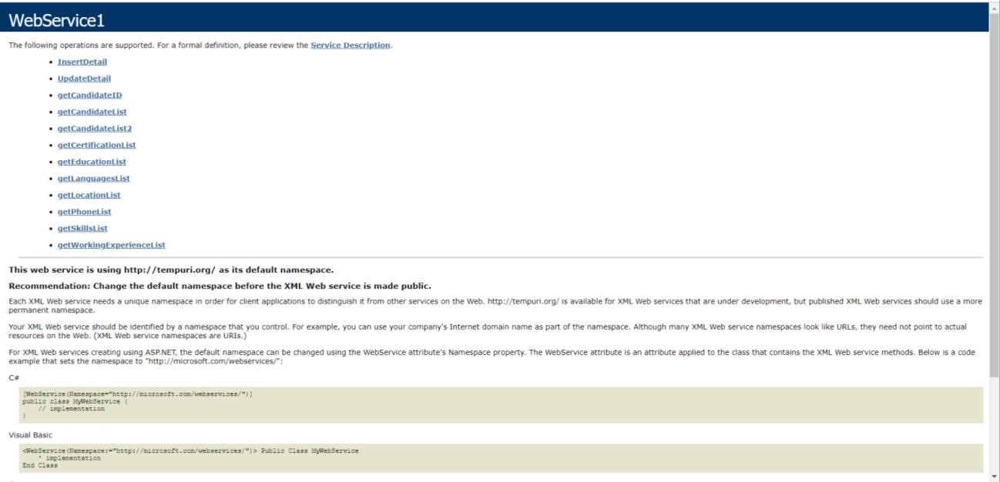 WebService1
The following operations are supported. For a formal definition, please review the Service Description.
• InsertDetail
• UpdateDetail
• getCandidateID
• getCandidateList
• getCandidateList2
• getCertificationList
• getEducationList
• getLanguagesList
• getLocationList
• getPhoneList
• getSkillsList
• getWorkingExperienceList
This web service is using http://tempuri.org/ as its default namespace.
Recommendation: Change the default namespace before the XML Web service is made public.
Each XML Web service needs a unique namespace in order for client applications to distinguish it from other services on the Web. http://tempuri.org/ is available for XML Web services that are under development, but published XML Web services should use a more
permanent namespace.
Your XML Web service should be identified by a namespace that you control. For example, you can use your company's Internet domain name as part of the namespace. Although many XML Web service namespaces look like URLs, they need not point to actual
resources on the Web. (XML Web service namespaces are URIs.)
For XML Web services creating using ASP.NET, the default namespace can be changed using the WebService attribute's Namespace property. The WebService attribute is an attribute applied to the class that contains the XML Web service methods. Below is a code
example that sets the namespace to "http://microsoft.com/webservices/":
C#
[WebService(Namespace="http://microsoft.com/webservices/")]
public class MyWebService {
// implementation
}
Visual Basic
<WebService(Namespace:="http://microsoft.com/webservices/")> Public Class MyWebService
' implementation
End Class